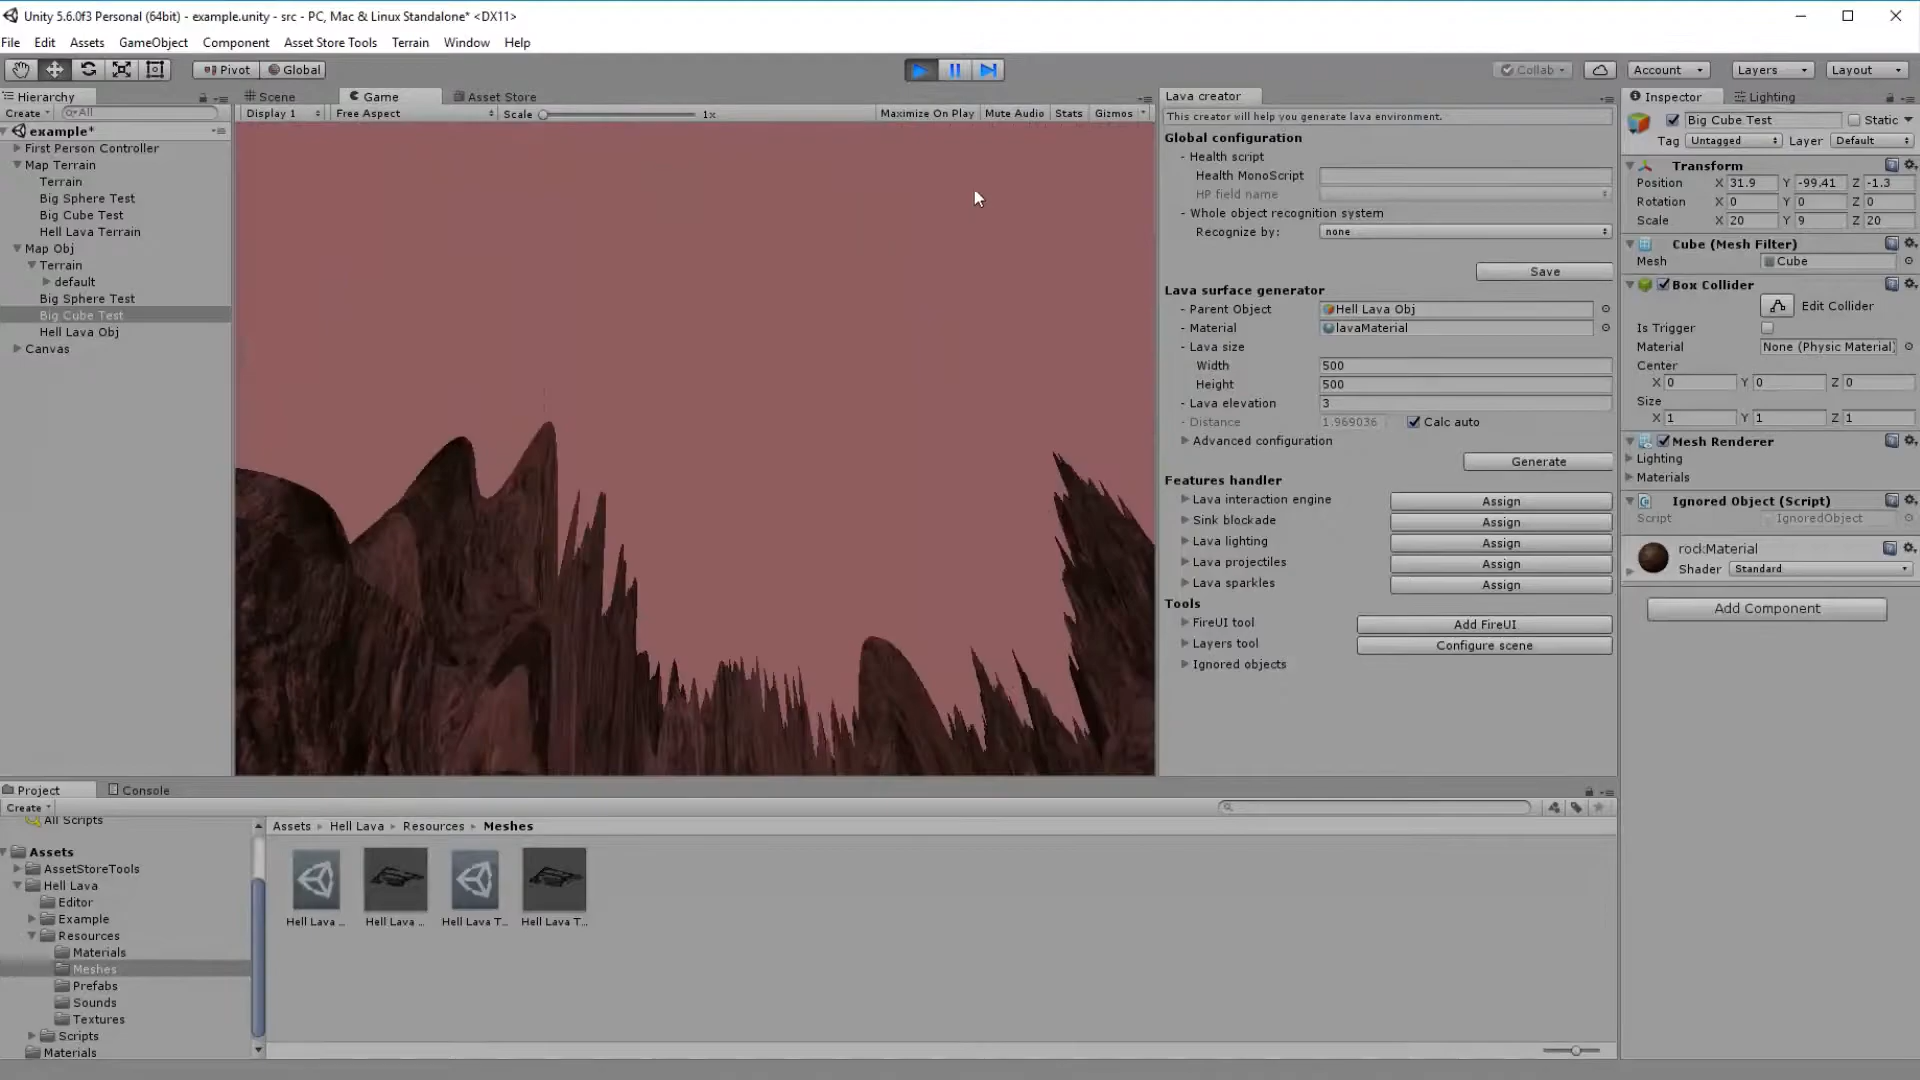 Unity 5.6.0f3 Personal (64bit) - example.unity - src - PC, Mac & Linux Standalone* <DX11>
File Edit Assets GameObject Component Asset Store Tools Terrain Window Help
Pivot Global Collab Account Layers Layout
Hierarchy
Create All
example*
First Person Controller
Map Terrain
Terrain
Big Sphere Test
Big Cube Test
Hell Lava Terrain
Map Obj
Terrain
default
Big Sphere Test
Big Cube Test
Hell Lava Obj
Canvas
Scene Game Asset Store
Display 1 Free Aspect Scale 1x Maximize On Play Mute Audio Stats Gizmos
Lava creator
This creator will help you generate lava environment.
Global configuration
- Health script
Health MonoScript
HP field name
- Whole object recognition system
Recognize by: none
Save
Lava surface generator
- Parent Object Hell Lava Obj
- Material lavaMaterial
- Lava size
Width 500
Height 500
- Lava elevation 3
- Distance 1.969036 Calc auto
Advanced configuration
Generate
Features handler
Lava interaction engine Assign
Sink blockade Assign
Lava lighting Assign
Lava projectiles Assign
Lava sparkles Assign
Tools
FireUI tool Add FireUI
Layers tool Configure scene
Ignored objects
Inspector Lighting
Big Cube Test Static
Tag Untagged Layer Default
Transform
Position X 31.9 Y -99.41 Z -1.3
Rotation X 0 Y 0 Z 0
Scale X 20 Y 9 Z 20
Cube (Mesh Filter)
Mesh Cube
Box Collider
Edit Collider
Is Trigger
Material None (Physic Material)
Center
X 0 Y 0 Z 0
Size
X 1 Y 1 Z 1
Mesh Renderer
Lighting
Materials
Ignored Object (Script)
Script IgnoredObject
rockMaterial
Shader Standard
Add Component
Project Console
Create
All Scripts
Assets
AssetStoreTools
Hell Lava
Editor
Example
Resources
Materials
Meshes
Prefabs
Sounds
Textures
Scripts
Materials
Assets Hell Lava Resources Meshes
Hell Lava ... Hell Lava ... Hell Lava T... Hell Lava T...